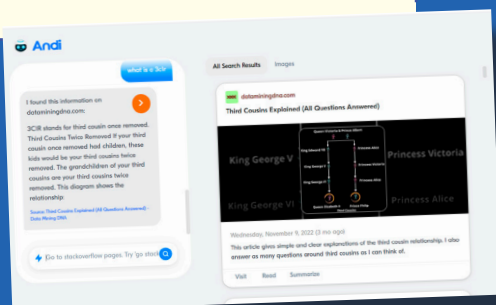 Andi
what is a 3cir
I found this information on
dataminingdna.com:
3CIR stands for third cousin once removed.
Third Cousins Twice Removed If your third
cousin once removed had children, these
kids would be your third cousins twice
removed. The grandchildren of your third
cousins are your third cousins twice
removed. This diagram shows the
relationship:
Source: Third Cousins Explained (All Questions Answered) -
Data Mining DNA
Go to stackoverflow pages. Try 'go stack
All Search Results Images
dataminingdna.com
Third Cousins Explained (All Questions Answered)
King George V
Princess Victoria
King George VI
Princess Alice
Wednesday, November 9, 2022 (3 mo ago)
This article gives simple and clear explanations of the third cousin relationship. I also
answer as many questions around third cousins as I can think of.
Visit Read Summarize